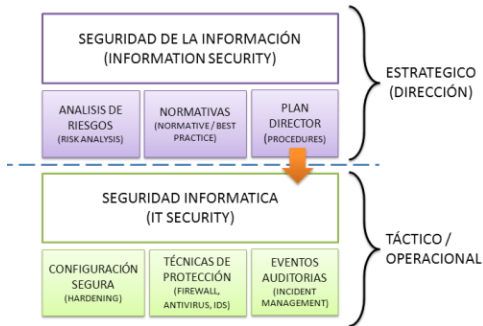 SEGURIDAD DE LA INFORMACIÓN
(INFORMATION SECURITY)
ESTRATEGICO
(DIRECCIÓN)
ANALISIS DE
RIESGOS
(RISK ANALYSIS)
NORMATIVAS
(NORMATIVE / BEST
PRACTICE)
PLAN
DIRECTOR
(PROCEDURES)
SEGURIDAD INFORMATICA
(IT SECURITY)
TÁCTICO /
OPERACIONAL
CONFIGURACIÓN
SEGURA
(HARDENING)
TÉCNICAS DE
PROTECCIÓN
(FIREWALL,
ANTIVIRUS, IDS)
EVENTOS
AUDITORIAS
(INCIDENT
MANAGEMENT)